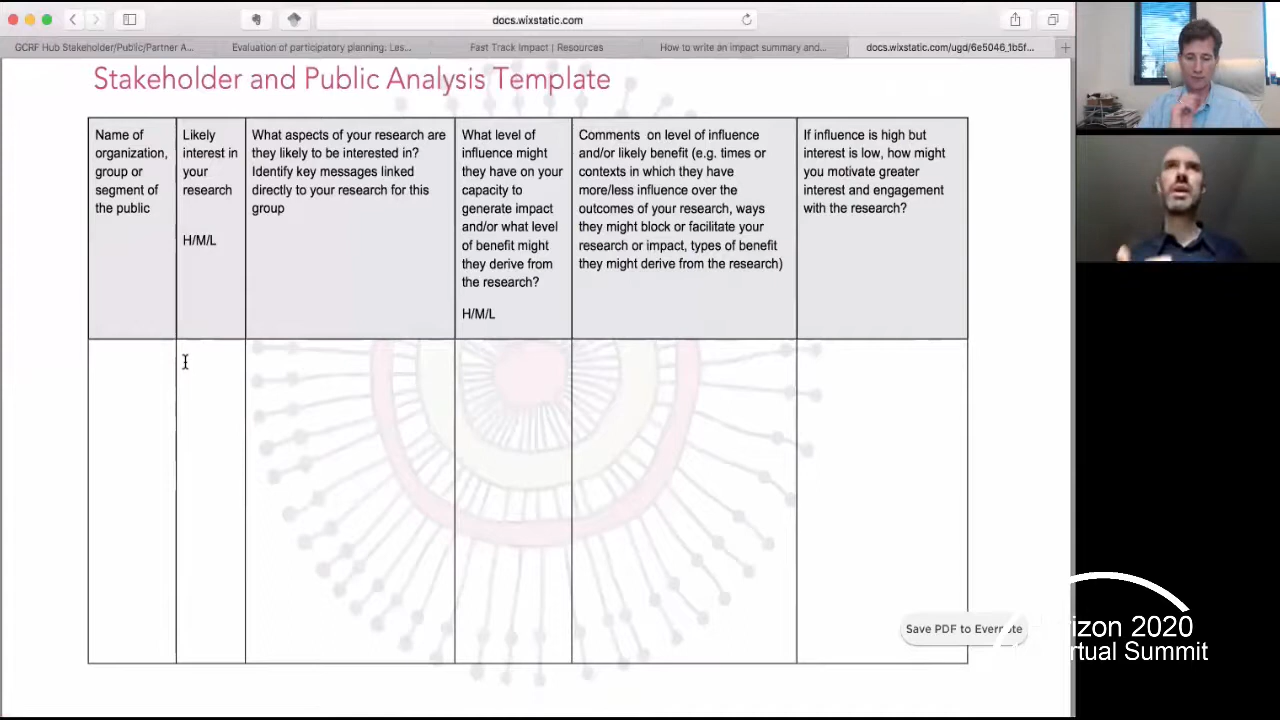 docs.wixstatic.com
GCRF Hub Stakeholder/Public/Partner A...
Evaluation of participatory planning. Les...
Fast Track Impact | Resources
How to write an impact summary and...
docs.wixstatic.com/ugd/6e5046_1b5f...
Stakeholder and Public Analysis Template
Name of
organization,
group or
segment of
the public
Likely
interest in
your
research
H/M/L
What aspects of your research are
they likely to be interested in?
Identify key messages linked
directly to your research for this
group
What level of
influence might
they have on your
capacity to
generate impact
and/or what level
of benefit might
they derive from
the research?
H/M/L
Comments on level of influence
and/or likely benefit (e.g. times or
contexts in which they have
more/less influence over the
outcomes of your research, ways
they might block or facilitate your
research or impact, types of benefit
they might derive from the research)
If influence is high but
interest is low, how might
you motivate greater
interest and engagement
with the research?
Save PDF to Evernote
rizon 2020
rtual Summit